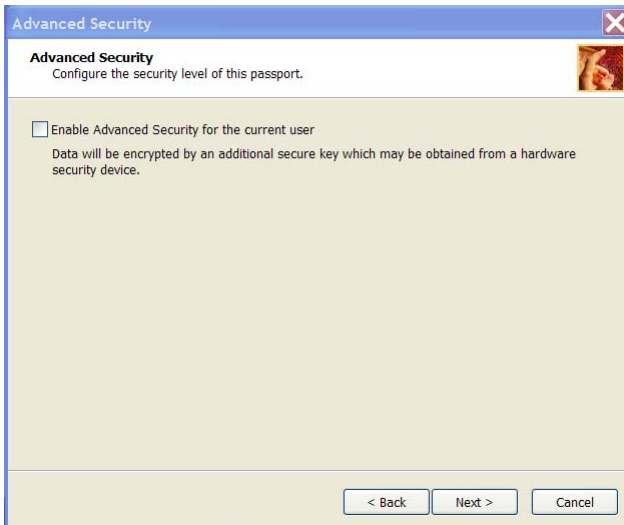 Advanced Security
Advanced Security
Configure the security level of this passport.
Enable Advanced Security for the current user
Data will be encrypted by an additional secure key which may be obtained from a hardware
security device.
< Back
Next >
Cancel